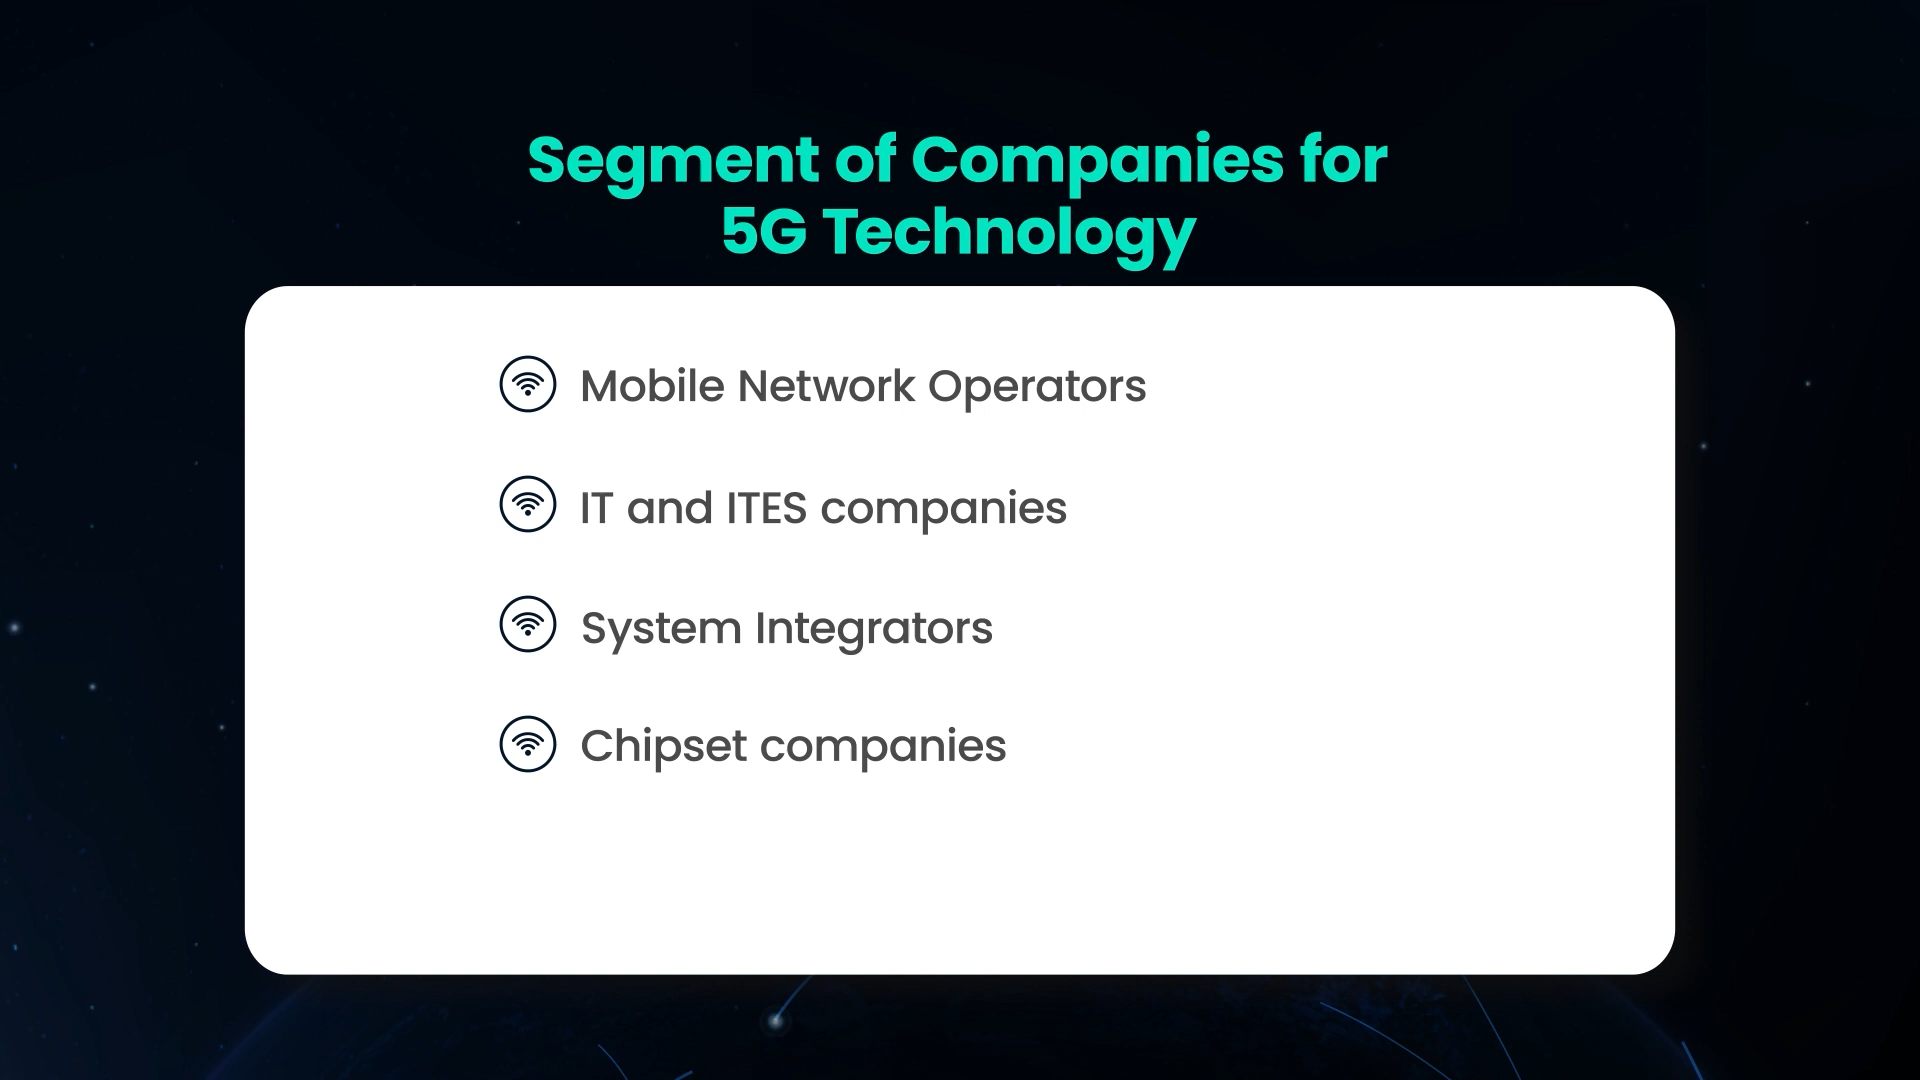 Segment of Companies for
5G Technology
Mobile Network Operators
IT and ITES companies
System Integrators
Chipset companies